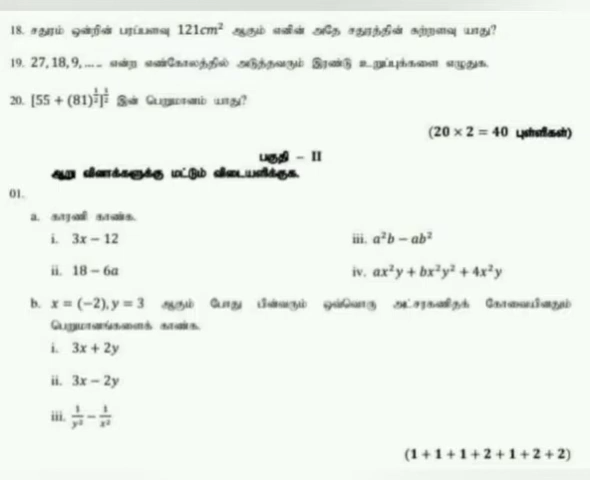 18. சதுரம் ஒன்றின் பரப்பளவு 121cm² ஆகும் எனின் அதே சதுரத்தின் சுற்றளவு யாது?
19. 27, 18, 9, .... என்ற எண்கோலத்தில் அடுத்துவரும் இரண்டு உறுப்புக்களை எழுதுக.
20. [55 + (81)^½]^⅓ இன் பெறுமானம் யாது?
(20 × 2 = 40 புள்ளிகள்)
பகுதி – II
ஆறு வினாக்களுக்கு மட்டும் விடையளிக்குக.
01.
a. காரணி காண்க.
i. 3x − 12 iii. a²b − ab²
ii. 18 − 6a iv. ax²y + bx²y² + 4x²y
b. x = (−2), y = 3 ஆகும் போது பின்வரும் ஒவ்வொரு அட்சரகணிதக் கோவையினதும்
பெறுமானங்களைக் காண்க.
i. 3x + 2y
ii. 3x − 2y
iii. 1/y² − 1/x²
(1 + 1 + 1 + 2 + 1 + 2 + 2)